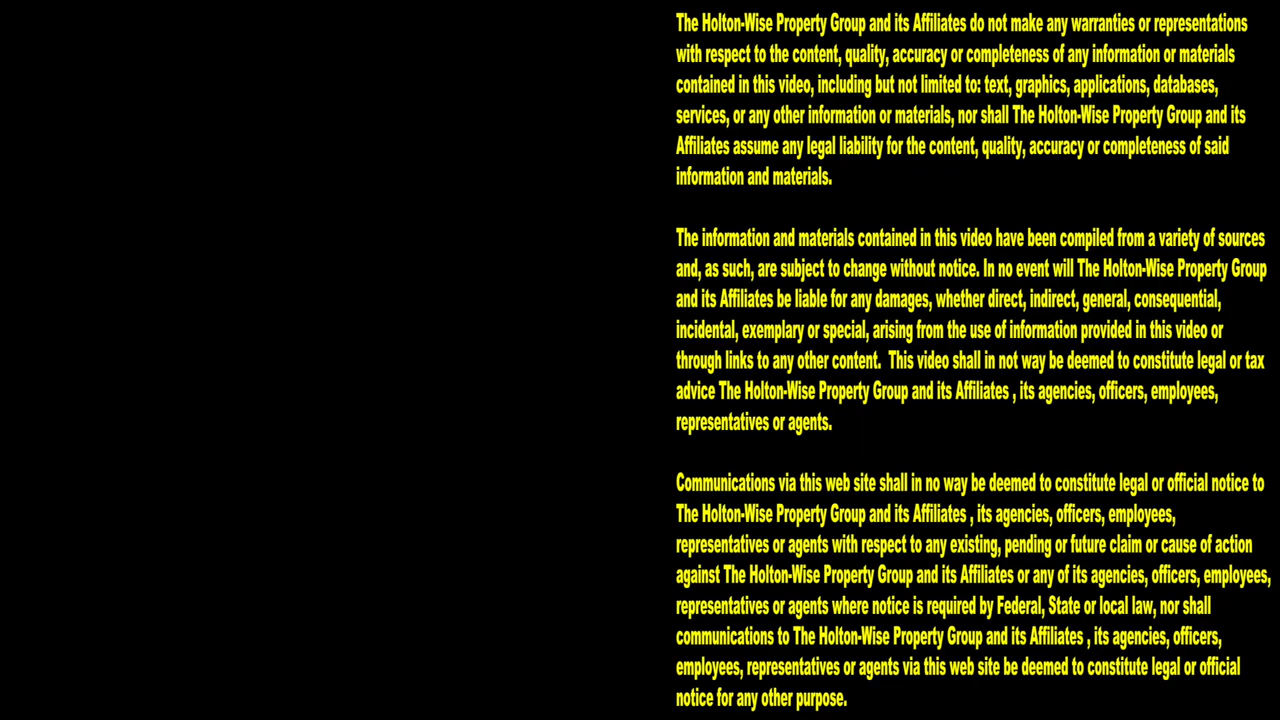 The Holton-Wise Property Group and its Affiliates do not make any warranties or representations
with respect to the content, quality, accuracy or completeness of any information or materials
contained in this video, including but not limited to: text, graphics, applications, databases,
services, or any other information or materials, nor shall The Holton-Wise Property Group and its
Affiliates assume any legal liability for the content, quality, accuracy or completeness of said
information and materials.
The information and materials contained in this video have been compiled from a variety of sources
and, as such, are subject to change without notice. In no event will The Holton-Wise Property Group
and its Affiliates be liable for any damages, whether direct, indirect, general, consequential,
incidental, exemplary or special, arising from the use of information provided in this video or
through links to any other content.  This video shall in not way be deemed to constitute legal or tax
advice The Holton-Wise Property Group and its Affiliates , its agencies, officers, employees,
representatives or agents.
Communications via this web site shall in no way be deemed to constitute legal or official notice to
The Holton-Wise Property Group and its Affiliates , its agencies, officers, employees,
representatives or agents with respect to any existing, pending or future claim or cause of action
against The Holton-Wise Property Group and its Affiliates or any of its agencies, officers, employees,
representatives or agents where notice is required by Federal, State or local law, nor shall
communications to The Holton-Wise Property Group and its Affiliates , its agencies, officers,
employees, representatives or agents via this web site be deemed to constitute legal or official
notice for any other purpose.